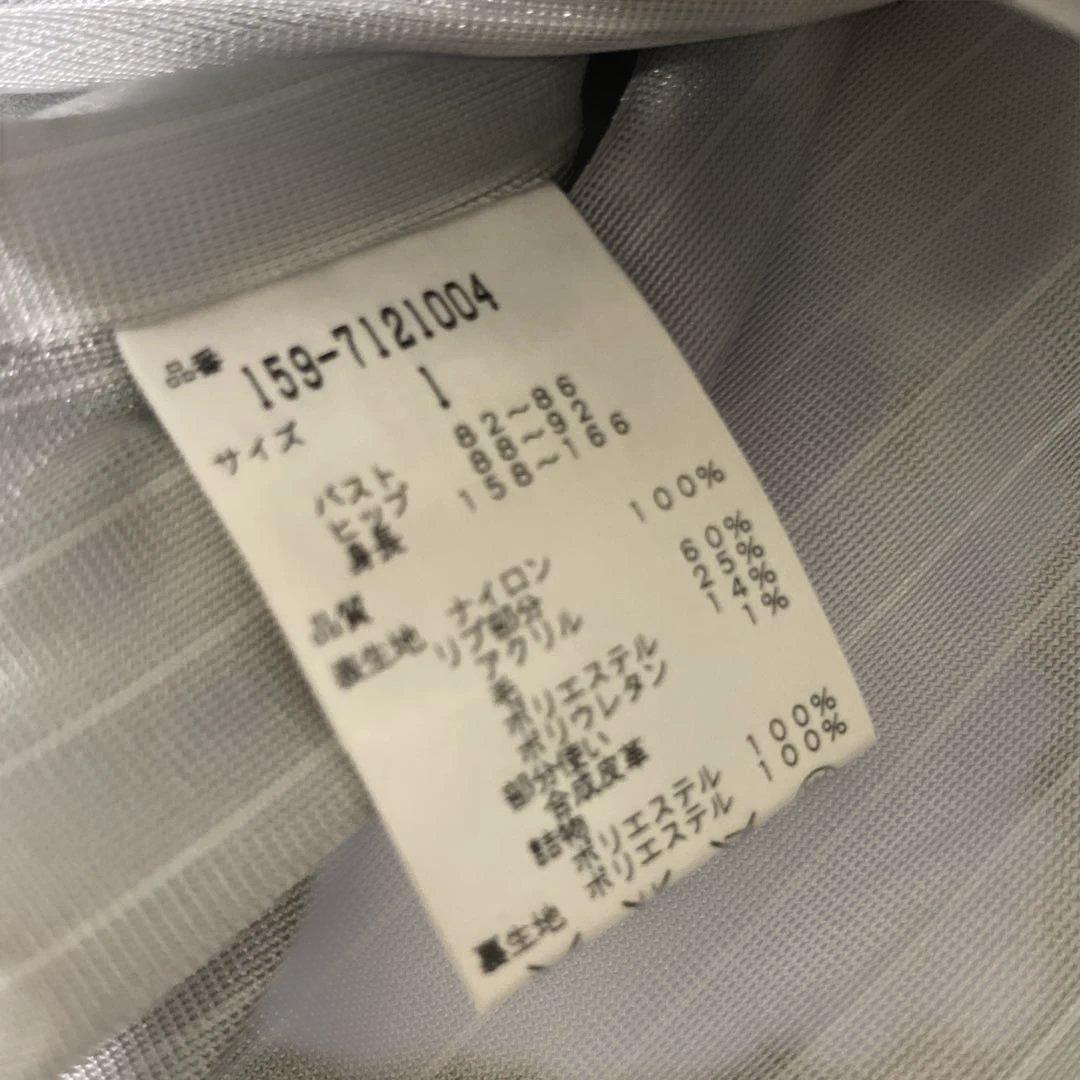 品番 159-7121004
サイズ 1
バスト 82～86
ヒップ 88～92
身長 158～166
品質
表生地 ナイロン 100%
リブ部分
アクリル 60%
毛 25%
ポリエステル 14%
ポリウレタン 1%
部分使い
合成皮革
詰物
ポリエステル 100%
裏生地 ポリエステル 100%